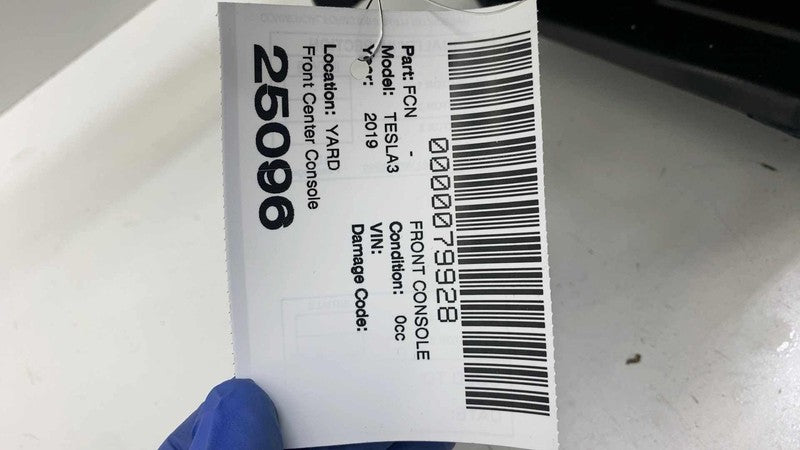 0000079928
Part: FCN - FRONT CONSOLE
Model: TESLA3 Condition: 0cc
Year: 2019 VIN:
Damage Code:
Location: YARD
Front Center Console
25096